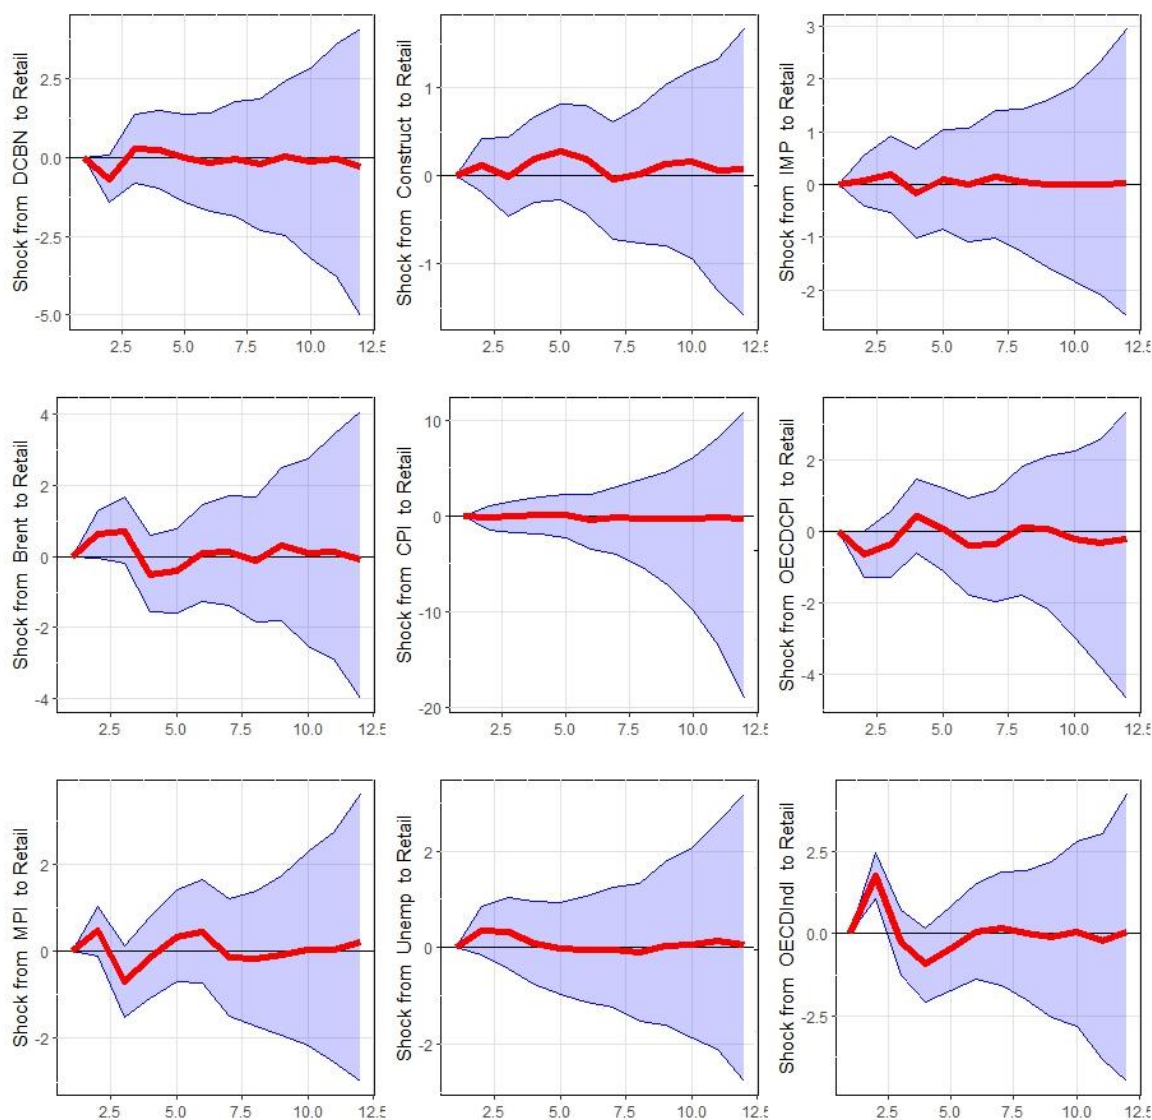 Shock from DCBN to Retail
2.5
0.0
-2.5
-5.0
2.5 5.0 7.5 10.0 12.5
Shock from Construct to Retail
1
0
-1
2.5 5.0 7.5 10.0 12.5
Shock from IMP to Retail
3
2
1
0
-1
-2
2.5 5.0 7.5 10.0 12.5
Shock from Brent to Retail
4
2
0
-2
-4
2.5 5.0 7.5 10.0 12.5
Shock from CPI to Retail
10
0
-10
-20
2.5 5.0 7.5 10.0 12.5
Shock from OECDCPI to Retail
2
0
-2
-4
2.5 5.0 7.5 10.0 12.5
Shock from MPI to Retail
2
0
-2
2.5 5.0 7.5 10.0 12.5
Shock from Unemp to Retail
2
0
-2
2.5 5.0 7.5 10.0 12.5
Shock from OECDIndI to Retail
2.5
0.0
-2.5
2.5 5.0 7.5 10.0 12.5